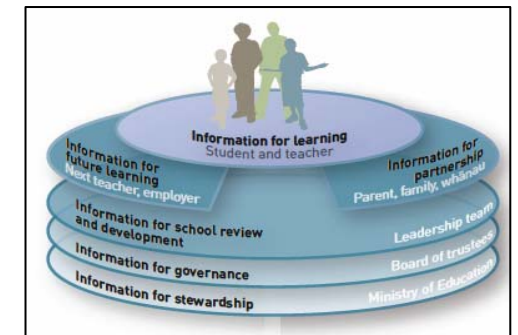 Information for learning
Student and teacher
Information for
future learning
Next teacher, employer
Information for
partnership
Parent, family, whānau
Information for school review
and development
Leadership team
Information for governance
Board of trustees
Information for stewardship
Ministry of Education